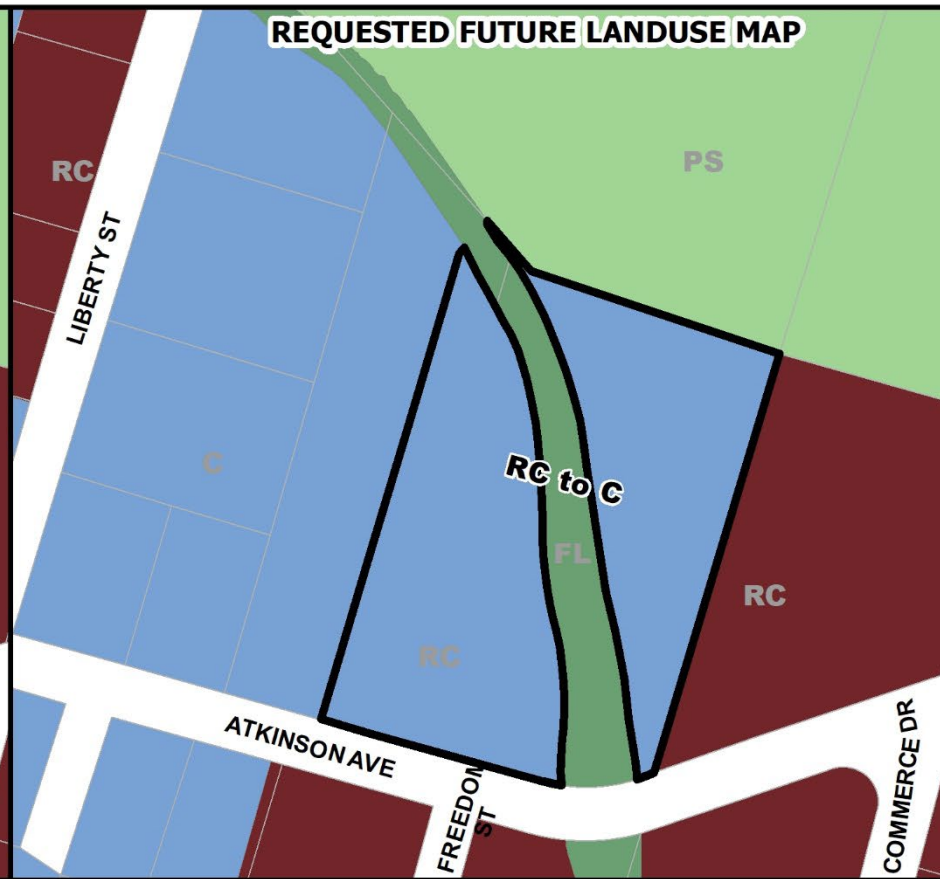 REQUESTED FUTURE LANDUSE MAP
PS
RC
LIBERTY ST
C
RC to C
FL
RC
RC
ATKINSON AVE
FREEDOM
ST
COMMERCE DR